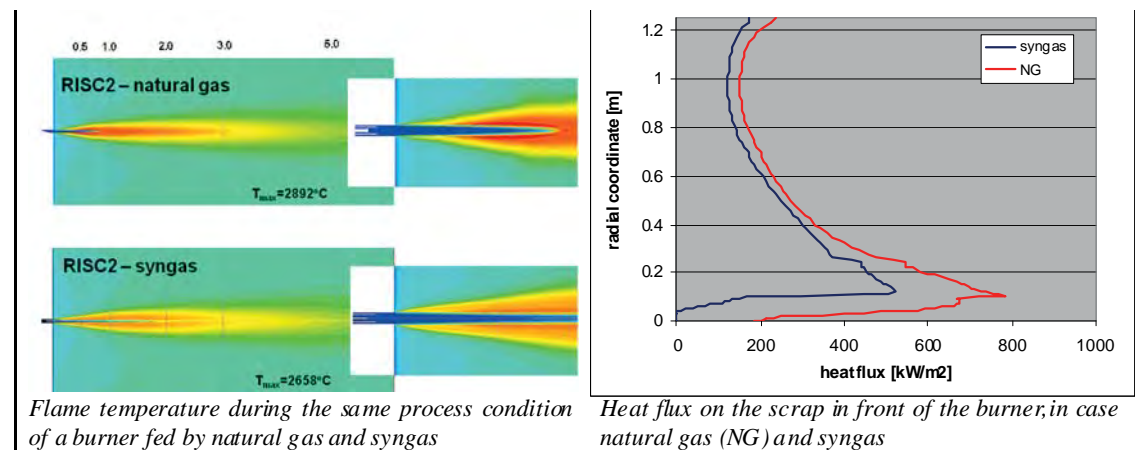 0.5 1.0 2.0 3.0 5.0
RISC2 – natural gas
Tmax=2892°C
RISC2 – syngas
Tmax=2658°C
Flame temperature during the same process condition
of a burner fed by natural gas and syngas
1.2
1
0.8
0.6
0.4
0.2
0
radial coordinate [m]
syngas
NG
0 200 400 600 800 1000
heat flux [kW/m2]
Heat flux on the scrap in front of the burner, in case
natural gas (NG) and syngas